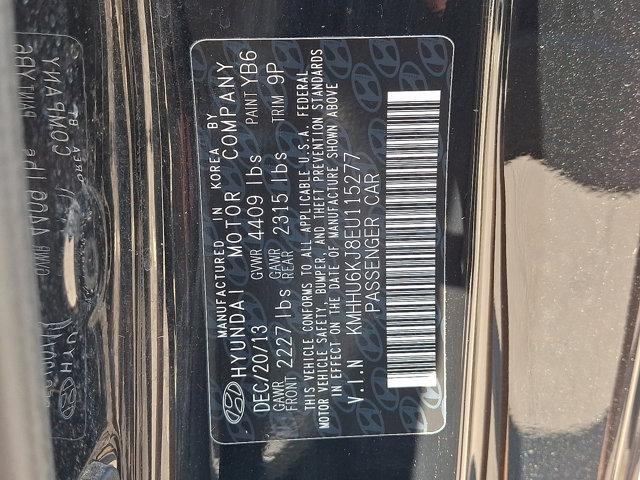 MANUFACTURED IN KOREA BY
HYUNDAI MOTOR COMPANY
DEC/20/13 GVWR 4409 lbs PAINT YB6
GAWR FRONT 2227 lbs GAWR REAR 2315 lbs TRIM 9P
THIS VEHICLE CONFORMS TO ALL APPLICABLE U.S.A. FEDERAL
MOTOR VEHICLE SAFETY, BUMPER, AND THEFT PREVENTION STANDARDS
IN EFFECT ON THE DATE OF MANUFACTURE SHOWN ABOVE
V.I.N KMHHU6KJ8EU115277
PASSENGER CAR